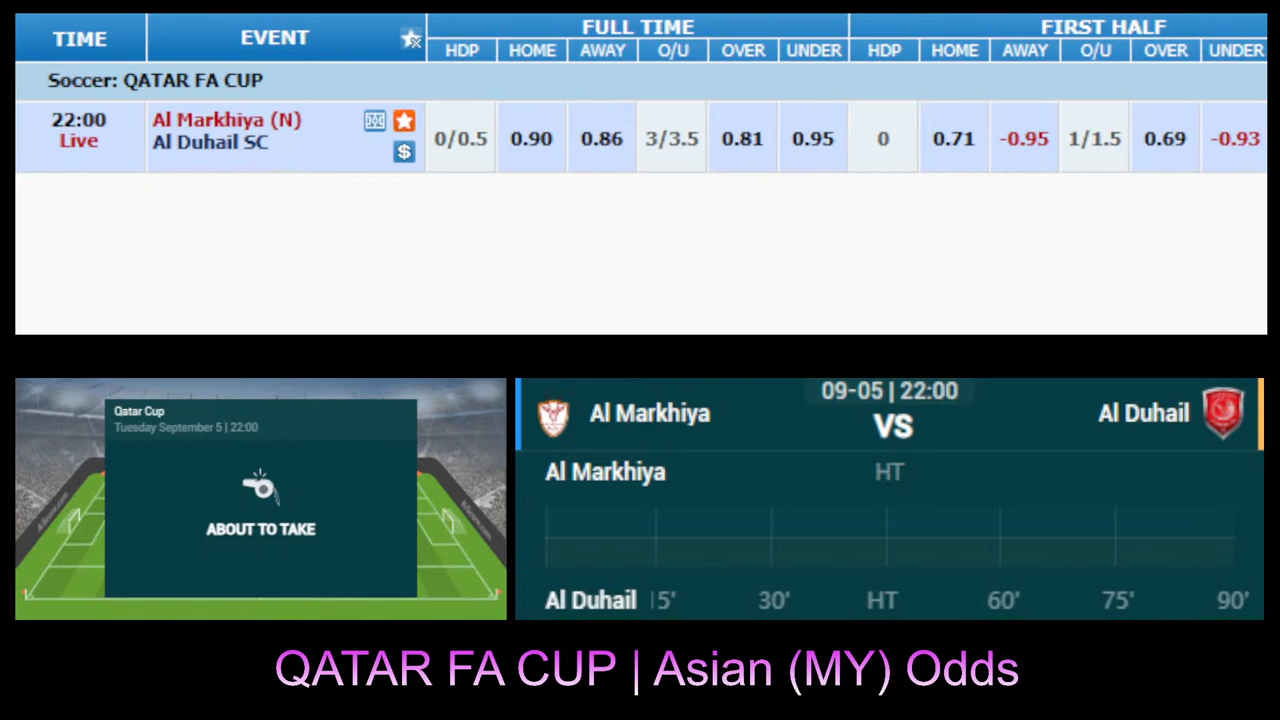 TIME EVENT FULL TIME FIRST HALF
HDP HOME AWAY O/U OVER UNDER HDP HOME AWAY O/U OVER UNDER
Soccer: QATAR FA CUP
22:00 Al Markhiya (N) 0/0.5 0.90 0.86 3/3.5 0.81 0.95 0 0.71 -0.95 1/1.5 0.69 -0.93
Live Al Duhail SC $
Qatar Cup
Tuesday September 5 | 22:00
ABOUT TO TAKE
09-05 | 22:00
Al Markhiya VS Al Duhail
Al Markhiya HT
Al Duhail 15' 30' HT 60' 75' 90'
QATAR FA CUP | Asian (MY) Odds